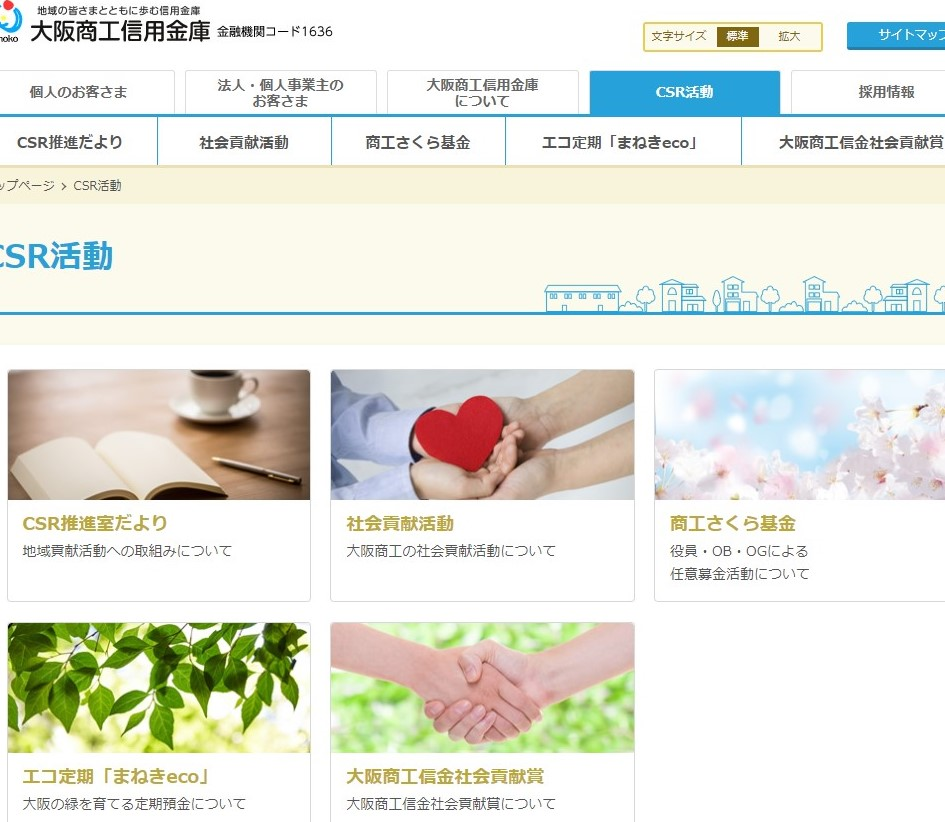 地域の皆さまとともに歩む信用金庫
大阪商工信用金庫 金融機関コード1636
文字サイズ 標準 拡大
サイトマップ
個人のお客さま
法人・個人事業主の
お客さま
大阪商工信用金庫
について
CSR活動
採用情報
CSR推進だより
社会貢献活動
商工さくら基金
エコ定期「まねきeco」
大阪商工信金社会貢献賞
ップページ > CSR活動
CSR活動
CSR推進室だより
地域貢献活動への取組みについて
社会貢献活動
大阪商工の社会貢献活動について
商工さくら基金
役員・OB・OGによる
任意募金活動について
エコ定期「まねきeco」
大阪の緑を育てる定期預金について
大阪商工信金社会貢献賞
大阪商工信金社会貢献賞について